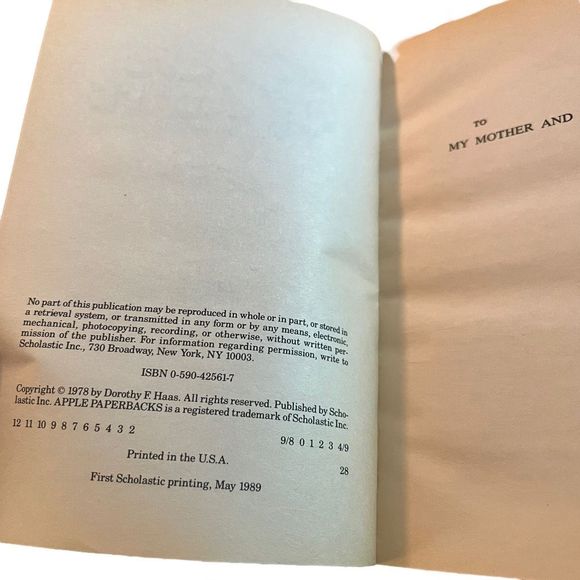 No part of this publication may be reproduced in whole or in part, or stored in
a retrieval system, or transmitted in any form or by any means, electronic,
mechanical, photocopying, recording, or otherwise, without written per-
mission of the publisher. For information regarding permission, write to
Scholastic Inc., 730 Broadway, New York, NY 10003.
ISBN 0-590-42561-7
Copyright © 1978 by Dorothy F. Haas. All rights reserved. Published by Scho-
lastic Inc. APPLE PAPERBACKS is a registered trademark of Scholastic Inc.
12 11 10 9 8 7 6 5 4 3 2 9/8 0 1 2 3 4/9
Printed in the U.S.A. 28
First Scholastic printing, May 1989
TO
MY MOTHER AND